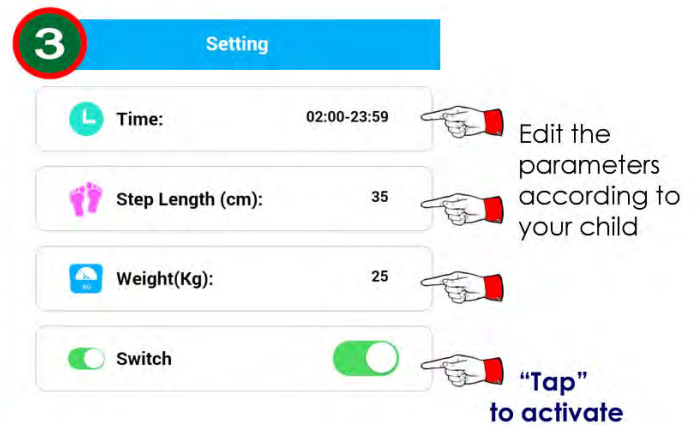 3
Setting
Time: 02:00-23:59
Step Length (cm): 35
Weight(Kg): 25
KG
Switch
Edit the
parameters
according to
your child
“Tap”
to activate